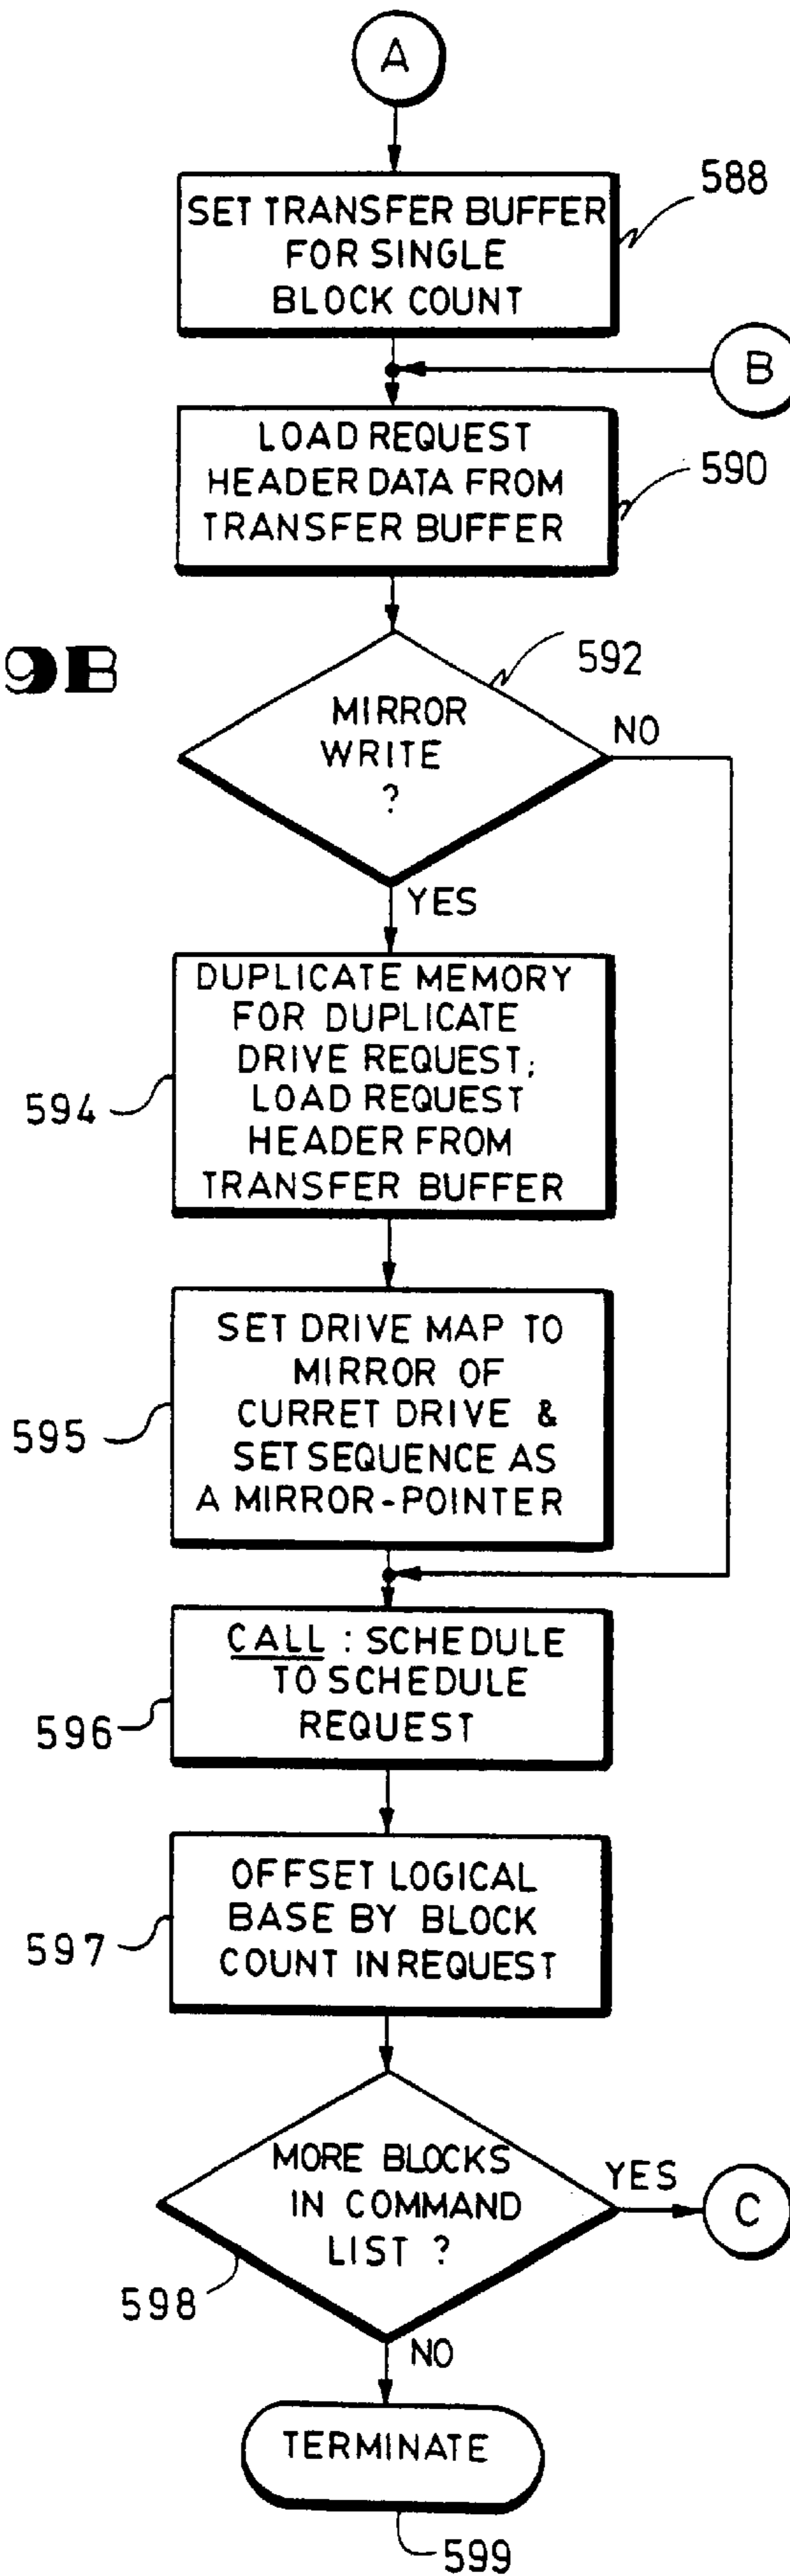 A
SET TRANSFER BUFFER
FOR SINGLE
BLOCK COUNT
588
B
LOAD REQUEST
HEADER DATA FROM
TRANSFER BUFFER
590
9B
592
MIRROR
WRITE
?
NO
YES
DUPLICATE MEMORY
FOR DUPLICATE
DRIVE REQUEST;
LOAD REQUEST
HEADER FROM
TRANSFER BUFFER
594
SET DRIVE MAP TO
MIRROR OF
CURRET DRIVE &
SET SEQUENCE AS
A MIRROR-POINTER
595
CALL : SCHEDULE
TO SCHEDULE
REQUEST
596
OFFSET LOGICAL
BASE BY BLOCK
COUNT IN REQUEST
597
MORE BLOCKS
IN COMMAND
LIST ?
YES
C
598
NO
TERMINATE
599